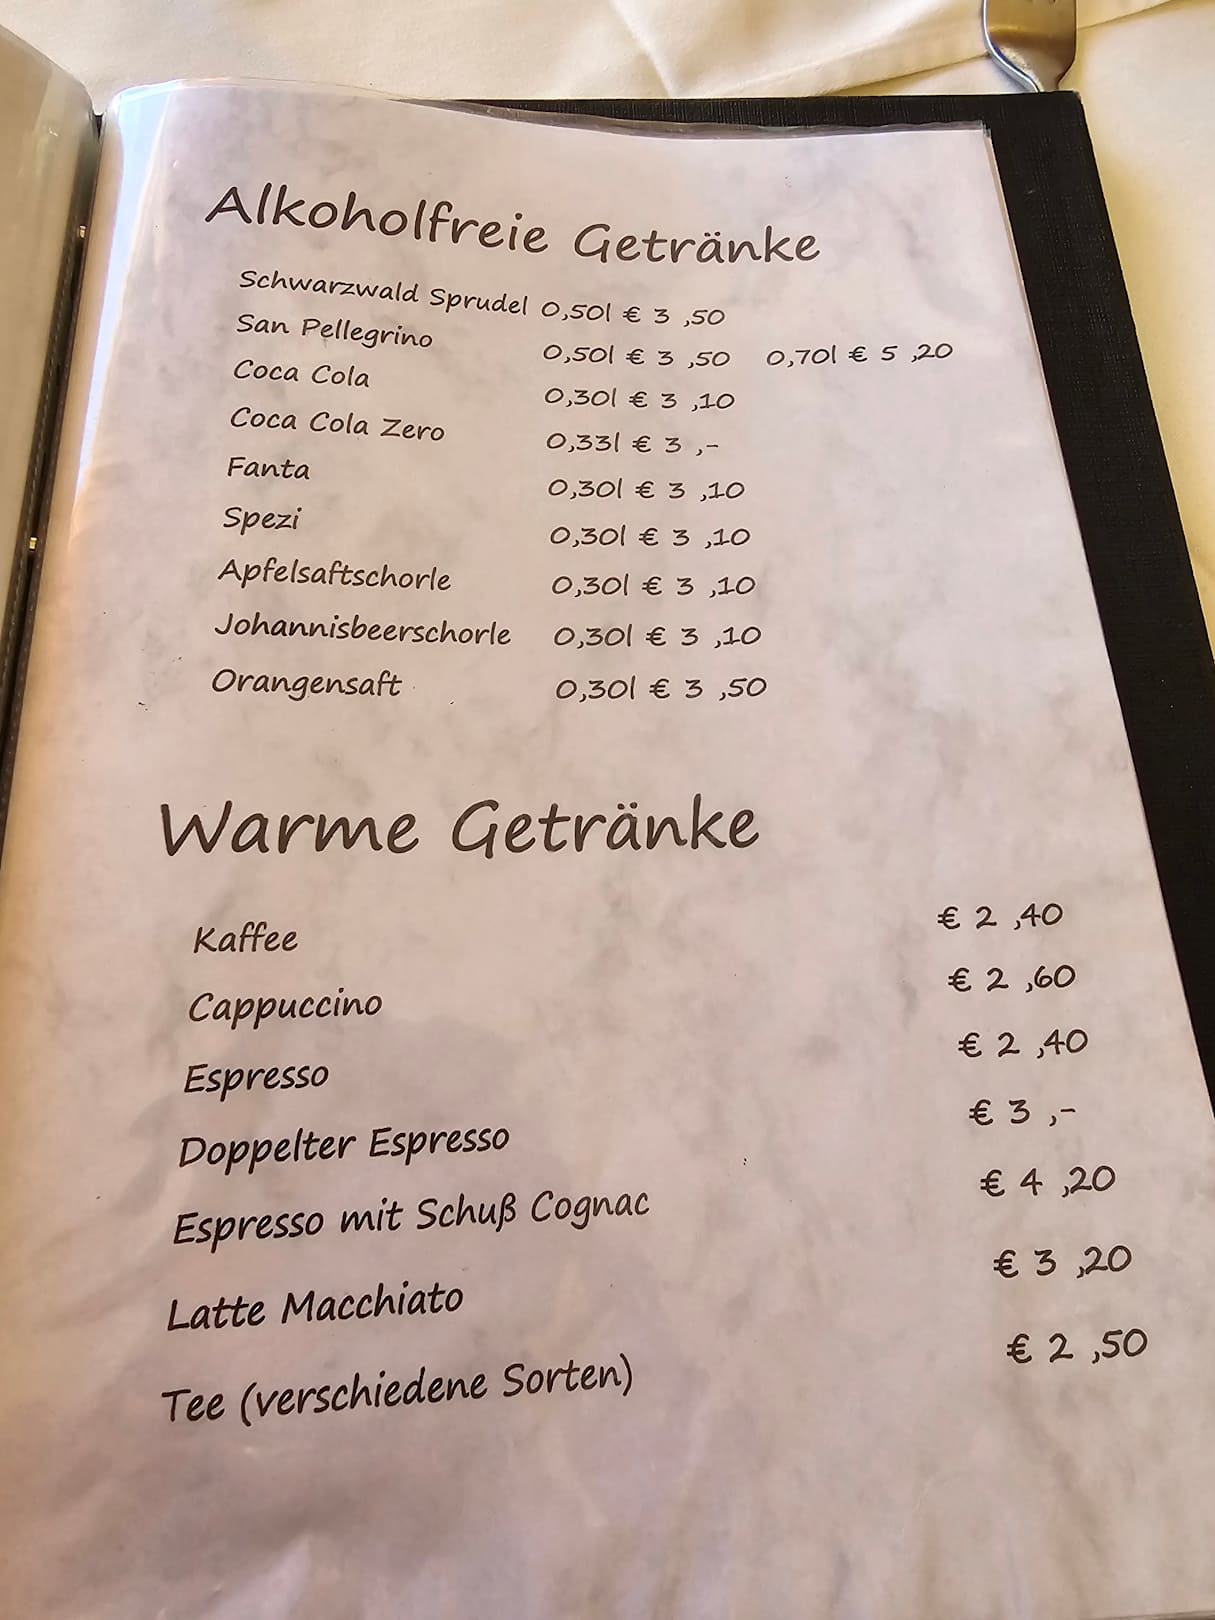 Alkoholfreie Getränke
Schwarzwald Sprudel 0,50l € 3 ,50
San Pellegrino 0,50l € 3 ,50 0,70l € 5 ,20
Coca Cola 0,30l € 3 ,10
Coca Cola Zero 0,33l € 3 ,-
Fanta 0,30l € 3 ,10
Spezi 0,30l € 3 ,10
Apfelsaftschorle 0,30l € 3 ,10
Johannisbeerschorle 0,30l € 3 ,10
Orangensaft 0,30l € 3 ,50
Warme Getränke
Kaffee € 2 ,40
Cappuccino € 2 ,60
Espresso € 2 ,40
Doppelter Espresso € 3 ,-
Espresso mit Schuß Cognac € 4 ,20
Latte Macchiato € 3 ,20
Tee (verschiedene Sorten) € 2 ,50